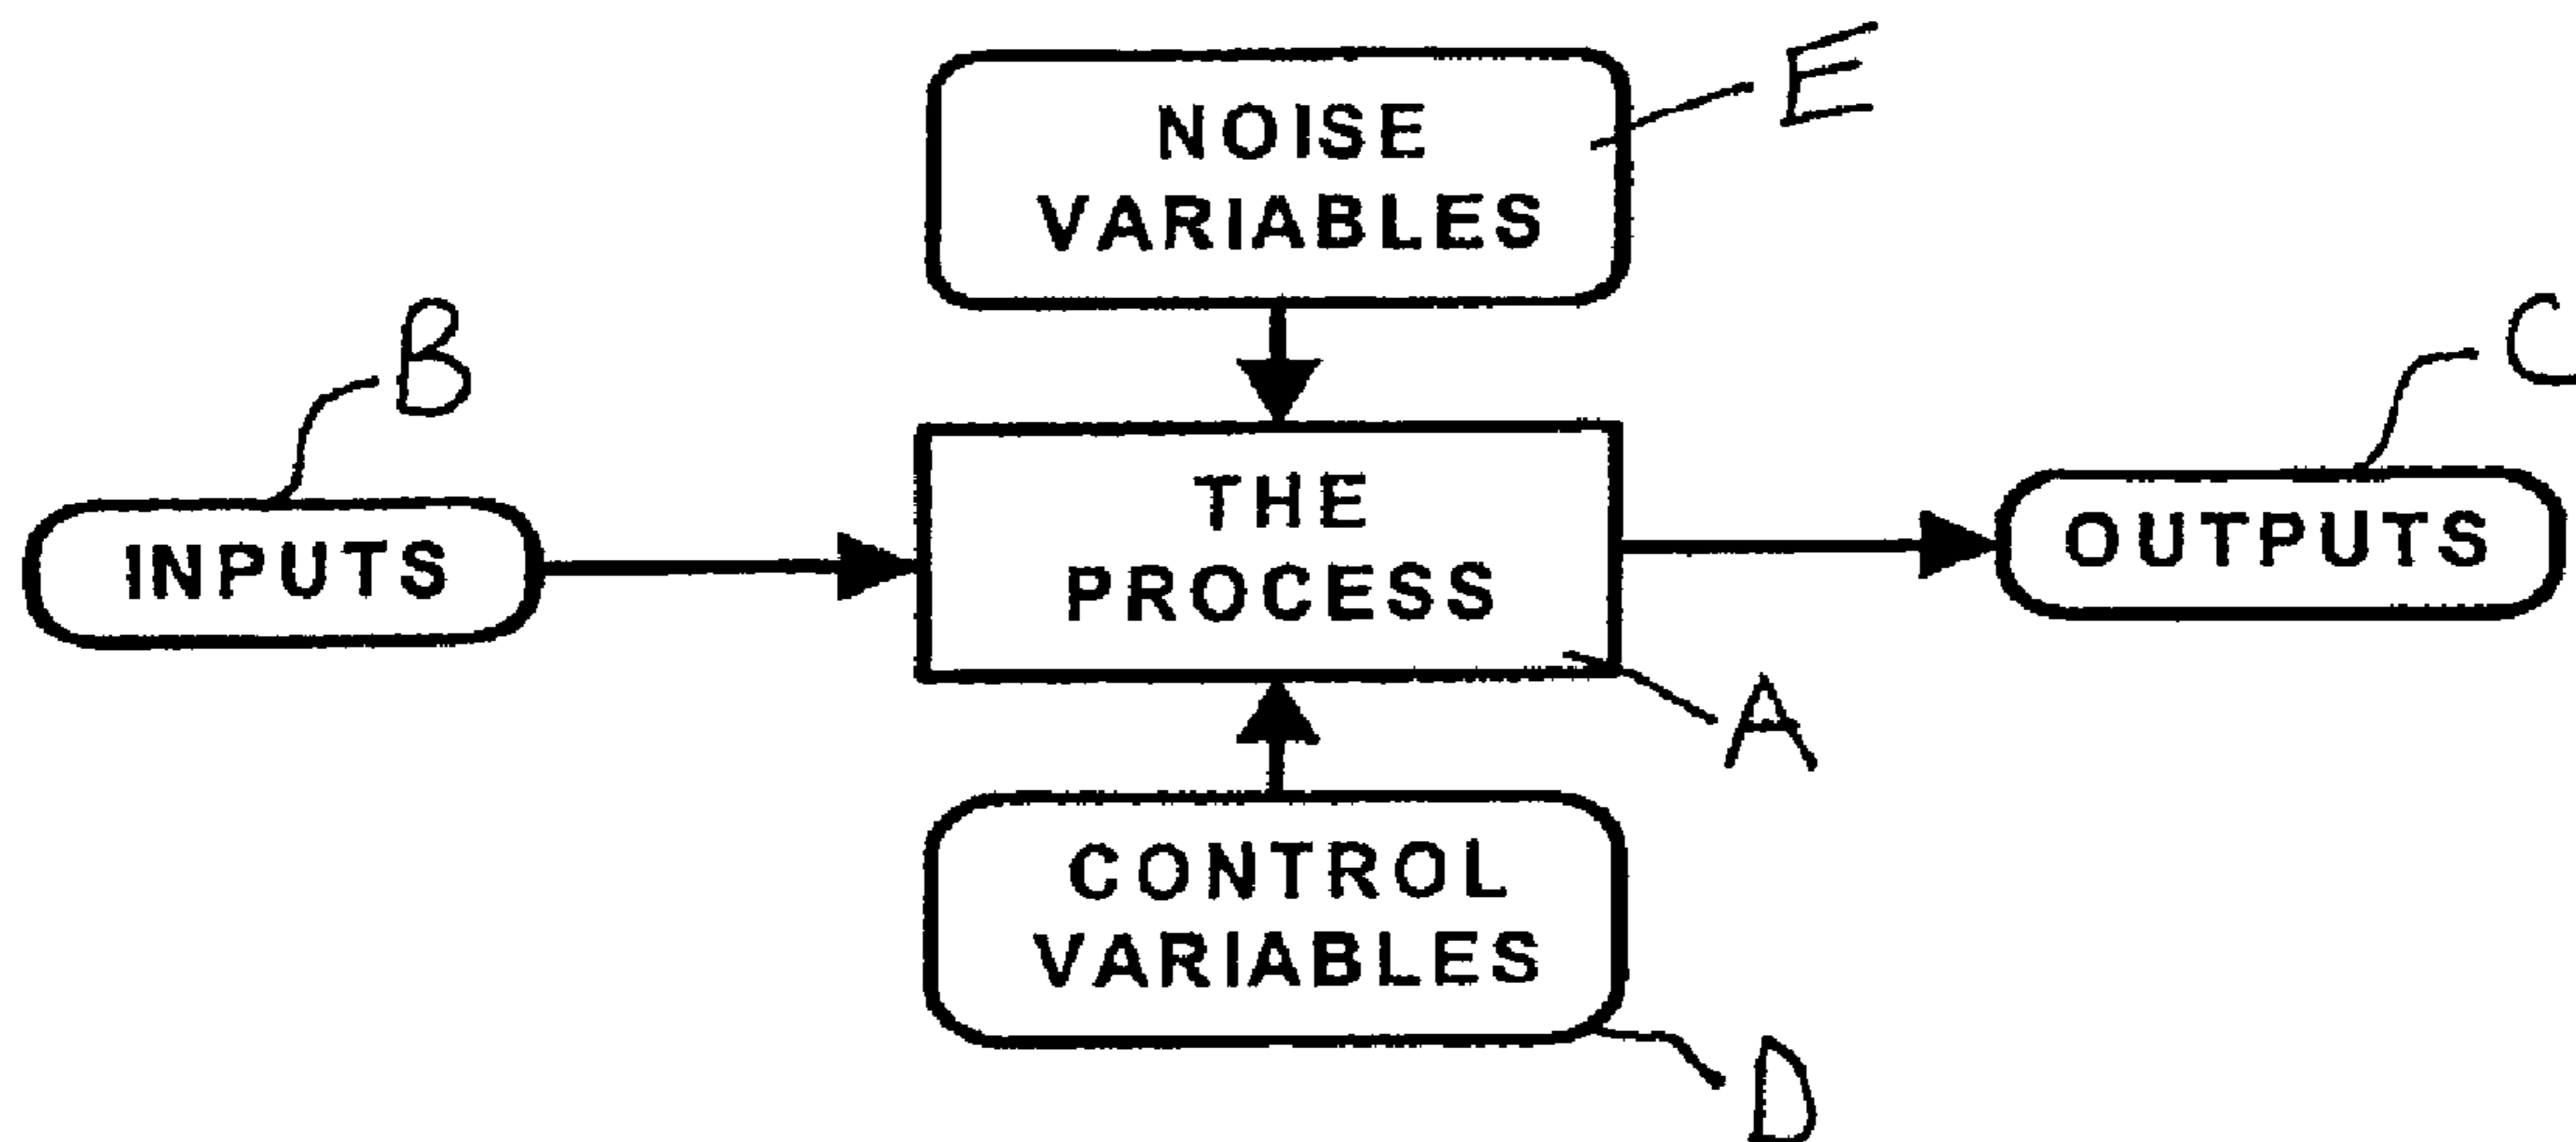 E
NOISE
VARIABLES
B
C
INPUTS
THE
PROCESS
OUTPUTS
A
CONTROL
VARIABLES
D